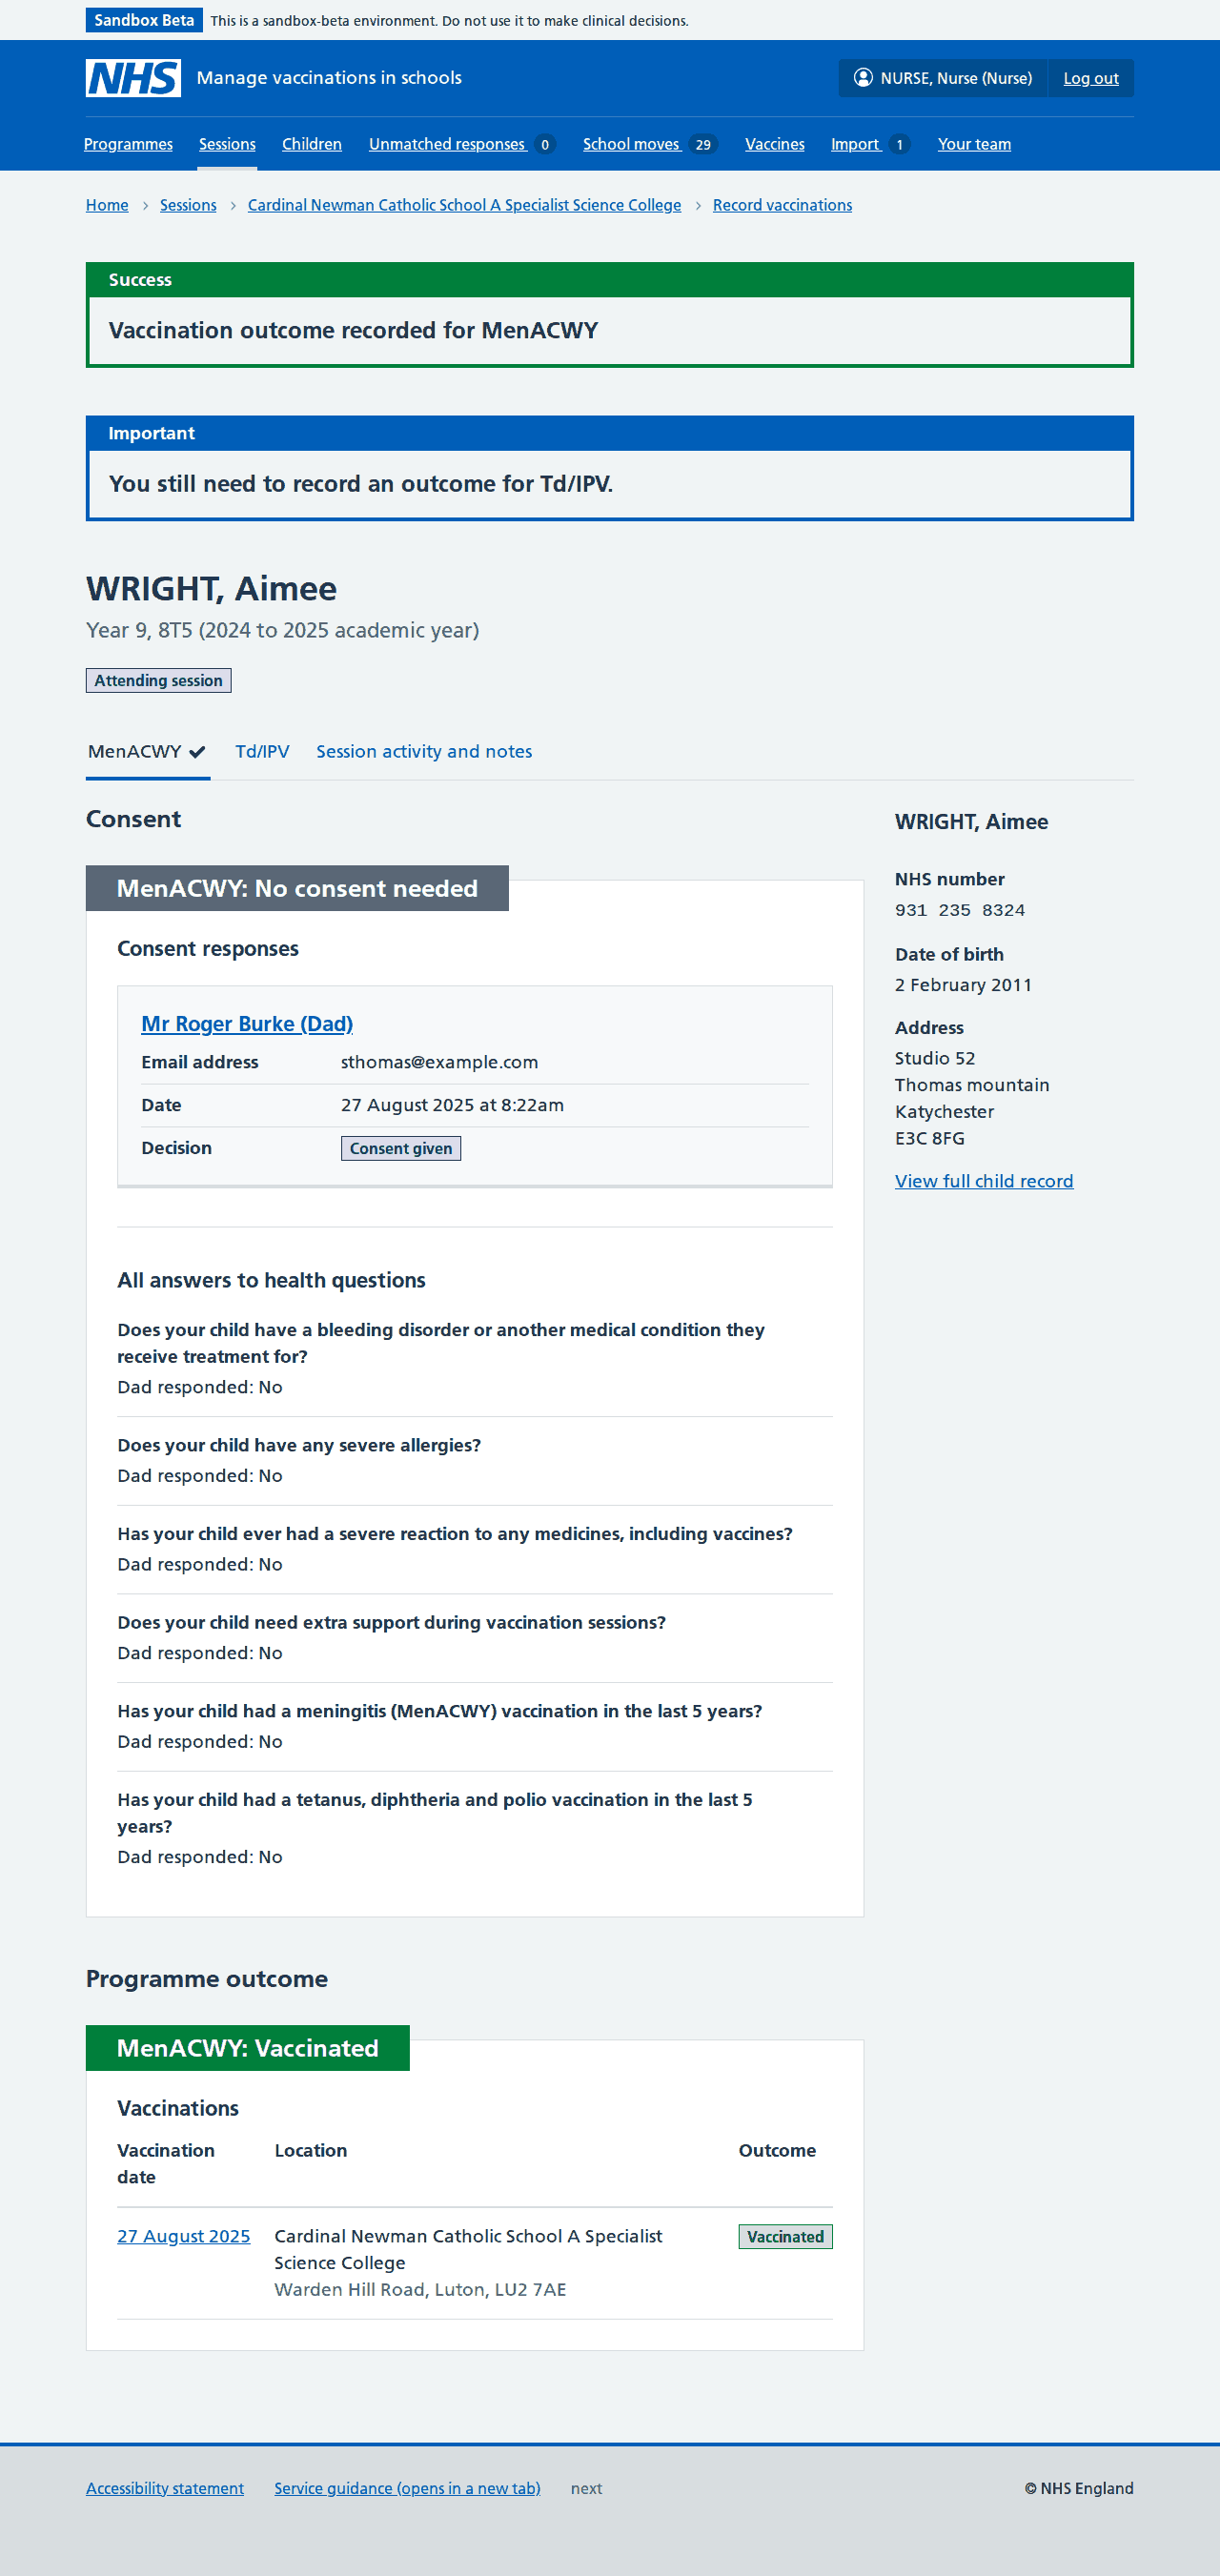 Sandbox Beta This is a sandbox-beta environment. Do not use it to make clinical decisions.
NHS Manage vaccinations in schools NURSE, Nurse (Nurse) Log out
Programmes Sessions Children Unmatched responses 0 School moves 29 Vaccines Import 1 Your team
Home › Sessions › Cardinal Newman Catholic School A Specialist Science College › Record vaccinations
Success
Vaccination outcome recorded for MenACWY
Important
You still need to record an outcome for Td/IPV.
WRIGHT, Aimee
Year 9, 8T5 (2024 to 2025 academic year)
Attending session
MenACWY ✔ Td/IPV Session activity and notes
Consent
MenACWY: No consent needed
Consent responses
Mr Roger Burke (Dad)
Email address sthomas@example.com
Date 27 August 2025 at 8:22am
Decision Consent given
All answers to health questions
Does your child have a bleeding disorder or another medical condition they
receive treatment for?
Dad responded: No
Does your child have any severe allergies?
Dad responded: No
Has your child ever had a severe reaction to any medicines, including vaccines?
Dad responded: No
Does your child need extra support during vaccination sessions?
Dad responded: No
Has your child had a meningitis (MenACWY) vaccination in the last 5 years?
Dad responded: No
Has your child had a tetanus, diphtheria and polio vaccination in the last 5
years?
Dad responded: No
WRIGHT, Aimee
NHS number
931 235 8324
Date of birth
2 February 2011
Address
Studio 52
Thomas mountain
Katychester
E3C 8FG
View full child record
Programme outcome
MenACWY: Vaccinated
Vaccinations
Vaccination date Location Outcome
27 August 2025 Cardinal Newman Catholic School A Specialist Vaccinated
Science College
Warden Hill Road, Luton, LU2 7AE
Accessibility statement Service guidance (opens in a new tab) next © NHS England